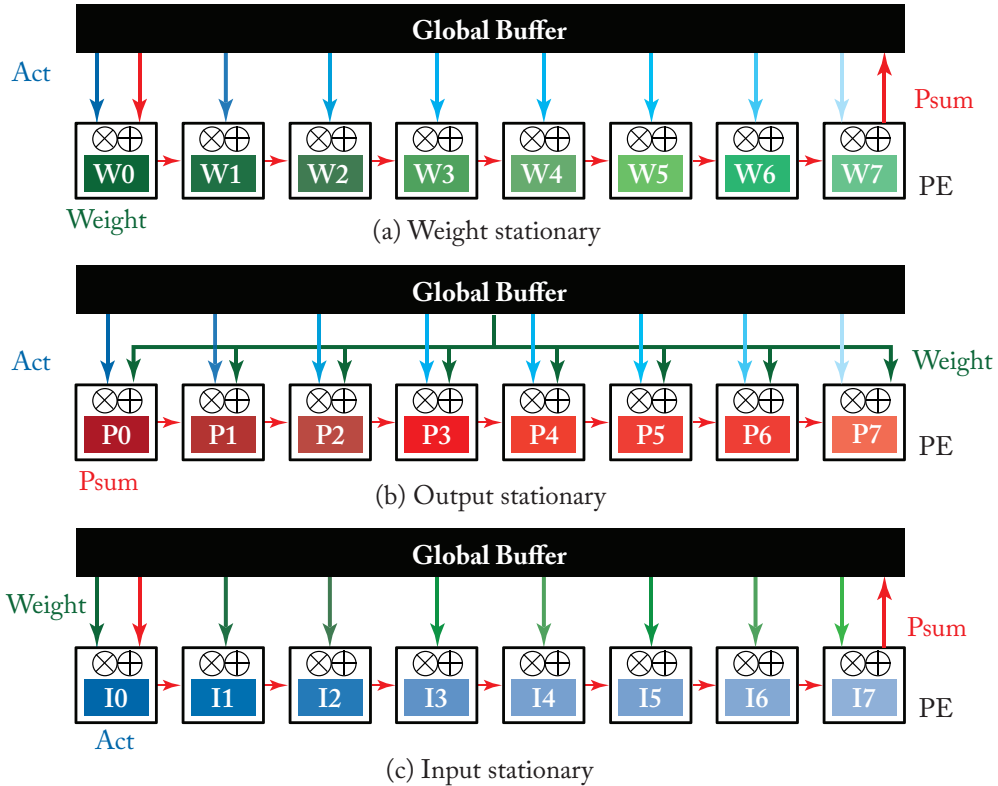 Global Buffer
Act
Psum
W0 W1 W2 W3 W4 W5 W6 W7
PE
Weight
(a) Weight stationary
Global Buffer
Act
Weight
P0 P1 P2 P3 P4 P5 P6 P7
PE
Psum
(b) Output stationary
Global Buffer
Weight
Psum
I0 I1 I2 I3 I4 I5 I6 I7
PE
Act
(c) Input stationary